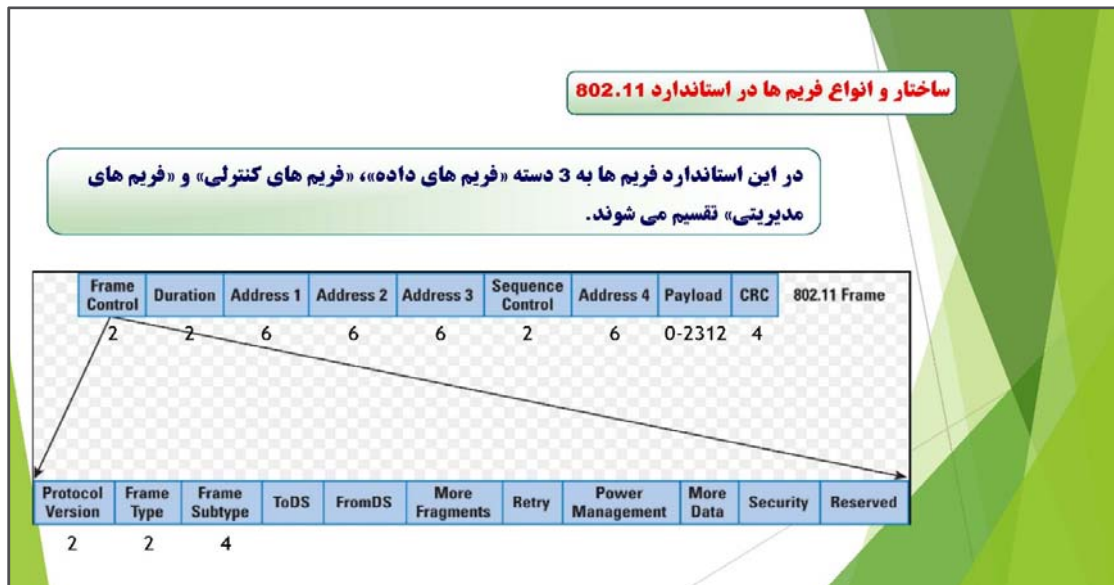 ساختار و انواع فریم ها در استاندارد 802.11
در این استاندارد فریم ها به 3 دسته «فریم های داده»، «فریم های کنترلی» و «فریم های
مدیریتی» تقسیم می شوند.
Frame Control Duration Address 1 Address 2 Address 3 Sequence Control Address 4 Payload CRC 802.11 Frame
2 2 6 6 6 2 6 0-2312 4
Protocol Version Frame Type Frame Subtype ToDS FromDS More Fragments Retry Power Management More Data Security Reserved
2 2 4